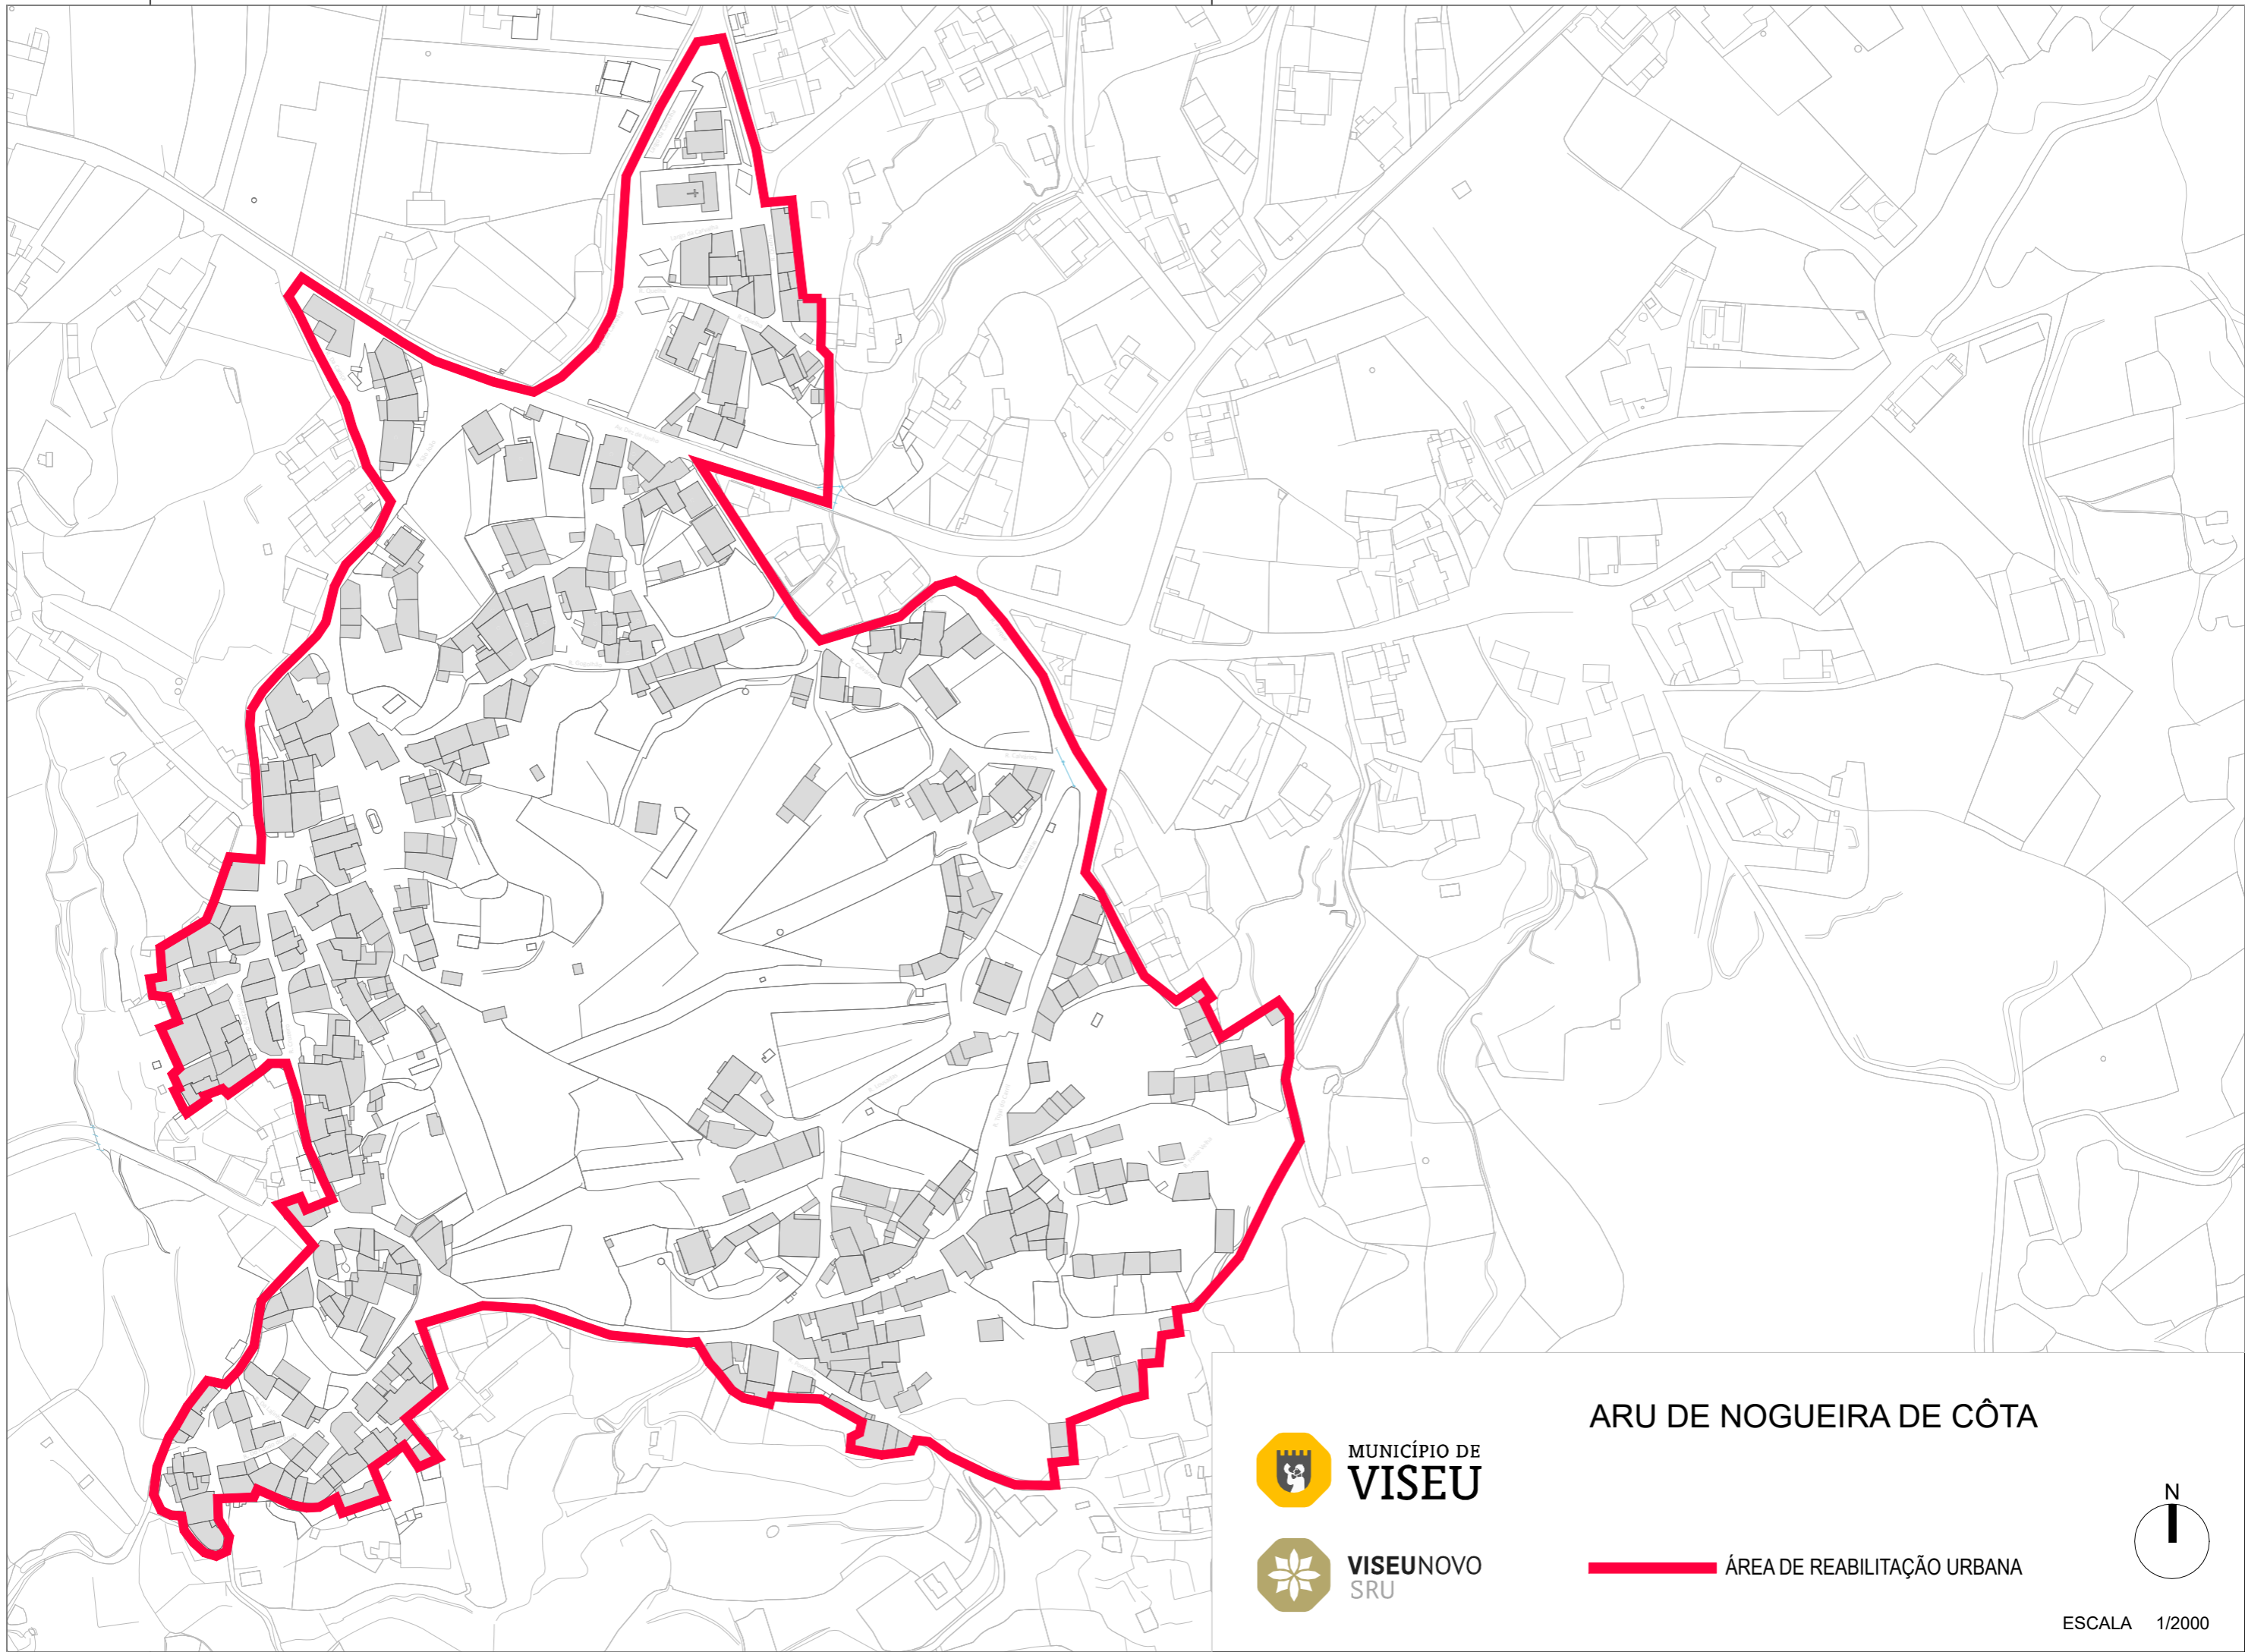 ARU DE NOGUEIRA DE CÔTA
MUNICÍPIO DE
VISEU
N
VISEUNOVO
SRU
ÁREA DE REABILITAÇÃO URBANA
ESCALA 1/2000